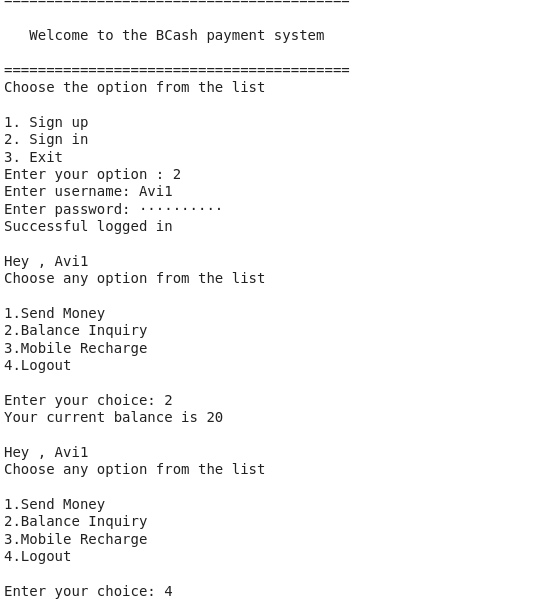 =========================================
Welcome to the BCash payment system
=========================================
Choose the option from the list
1. Sign up
2. Sign in
3. Exit
Enter your option : 2
Enter username: Avi1
Enter password: ··········
Successful logged in
Hey , Avi1
Choose any option from the list
1.Send Money
2.Balance Inquiry
3.Mobile Recharge
4.Logout
Enter your choice: 2
Your current balance is 20
Hey , Avi1
Choose any option from the list
1.Send Money
2.Balance Inquiry
3.Mobile Recharge
4.Logout
Enter your choice: 4